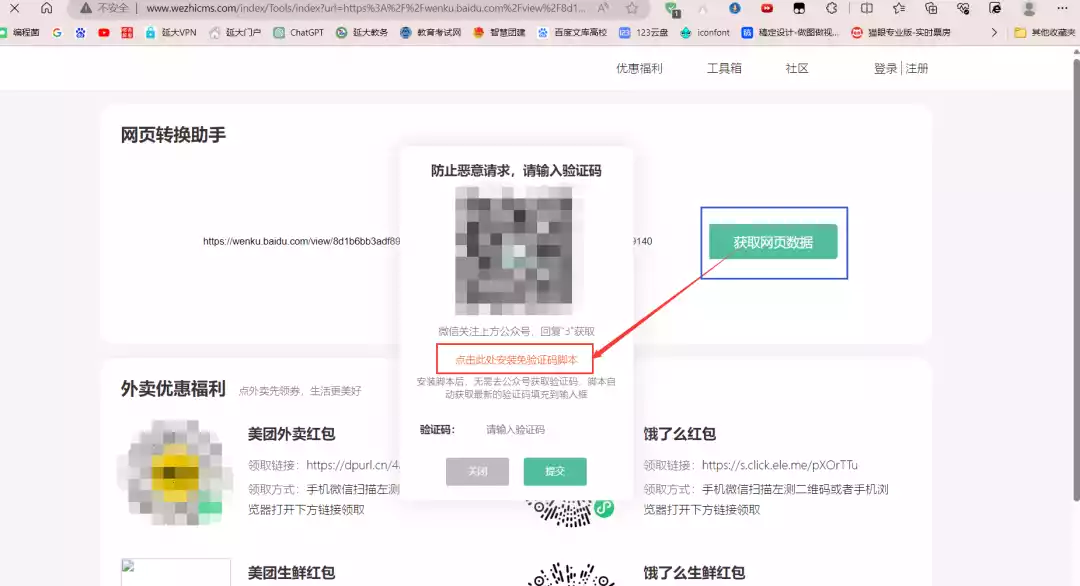 不安全 www.wezhicms.com/index/Tools/index?url=https%3A%2F%2Fwenku.baidu.com%2Fview%2F8d1...
编程菌 延大VPN 延大门户 ChatGPT 延大教务 教育考试网 智慧团建 百度文库高校 123云盘 iconfont 稿定设计-做图做视... 猫眼专业版-实时票房 其他收藏夹
优惠福利 工具箱 社区 登录 注册
网页转换助手
防止恶意请求，请输入验证码
https://wenku.baidu.com/view/8d1b6bb3adf89 9140
获取网页数据
微信关注上方公众号，回复"3"获取
点击此处安装免验证码脚本
安装脚本后，无需去公众号获取验证码，脚本自
动获取最新的验证码填充到输入框
验证码： 请输入验证码
关闭 提交
外卖优惠福利 点外卖先领券，生活更美好
美团外卖红包
领取链接：https://dpurl.cn/4
领取方式：手机微信扫描左测
览器打开下方链接领取
饿了么红包
领取链接：https://s.click.ele.me/pXOrTTu
领取方式：手机微信扫描左测二维码或者手机浏
览器打开下方链接领取
美团生鲜红包
饿了么生鲜红包